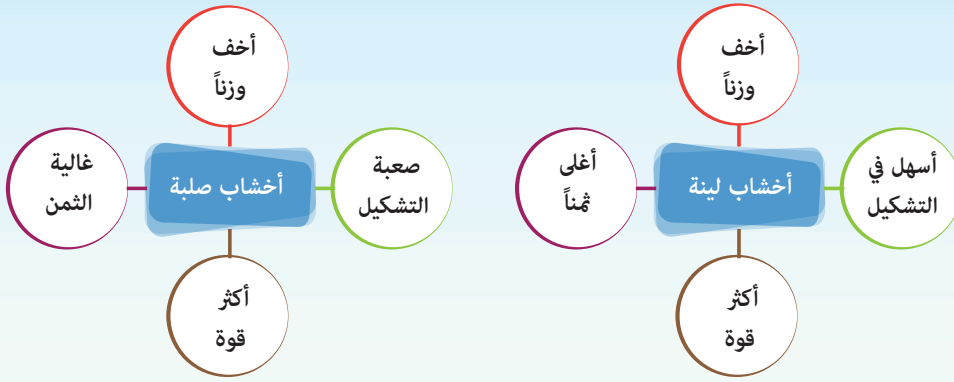 أخف
وزناً
أسهل في
التشكيل
أخشاب لينة
أغلى
ثمناً
أكثر
قوة
أخف
وزناً
صعبة
التشكيل
أخشاب صلبة
غالية
الثمن
أكثر
قوة